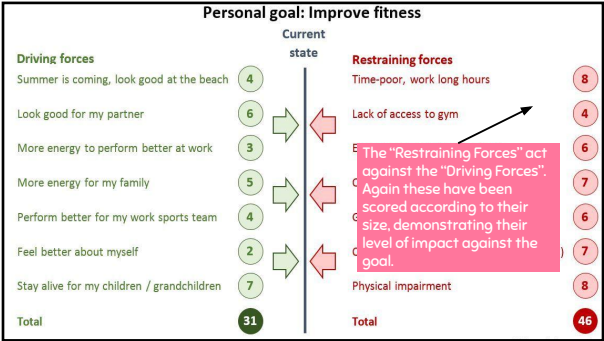 Personal goal: Improve fitness
Current
state
Driving forces
Summer is coming, look good at the beach 4
Look good for my partner 6
More energy to perform better at work 3
More energy for my family 5
Perform better for my work sports team 4
Feel better about myself 2
Stay alive for my children / grandchildren 7
Total 31
Restraining forces
Time-poor, work long hours 8
Lack of access to gym 4
6
7
6
) 7
Physical impairment 8
Total 46
The “Restraining Forces” act
against the “Driving Forces”.
Again these have been
scored according to their
size, demonstrating their
level of impact against the
goal.